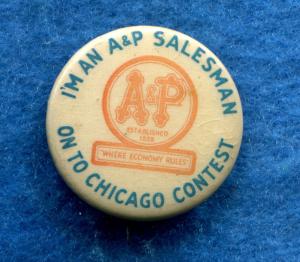 I'M AN A&P SALESMAN
A&P
ESTABLISHED
1859
"WHERE ECONOMY RULES"
ON TO CHICAGO CONTEST